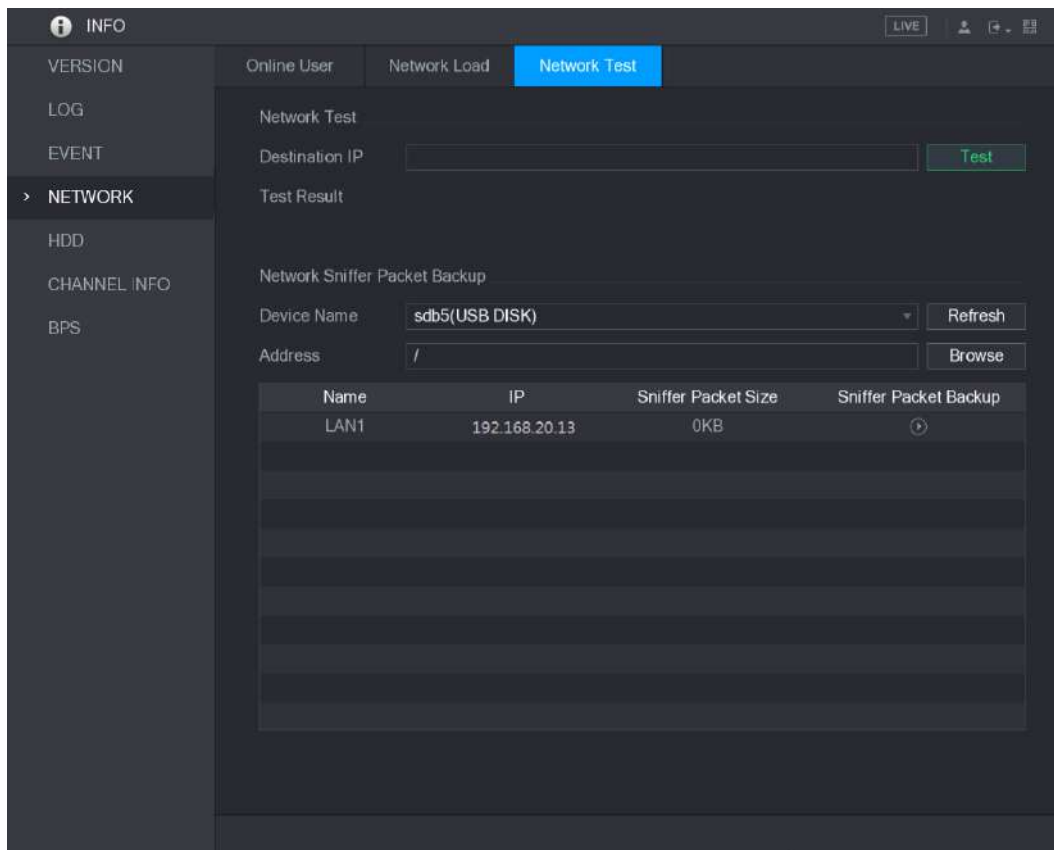 INFO LIVE
VERSION
LOG
EVENT
> NETWORK
HDD
CHANNEL INFO
BPS
Online User Network Load Network Test
Network Test
Destination IP Test
Test Result
Network Sniffer Packet Backup
Device Name sdb5(USB DISK) Refresh
Address / Browse
Name IP Sniffer Packet Size Sniffer Packet Backup
LAN1 192.168.20.13 0KB